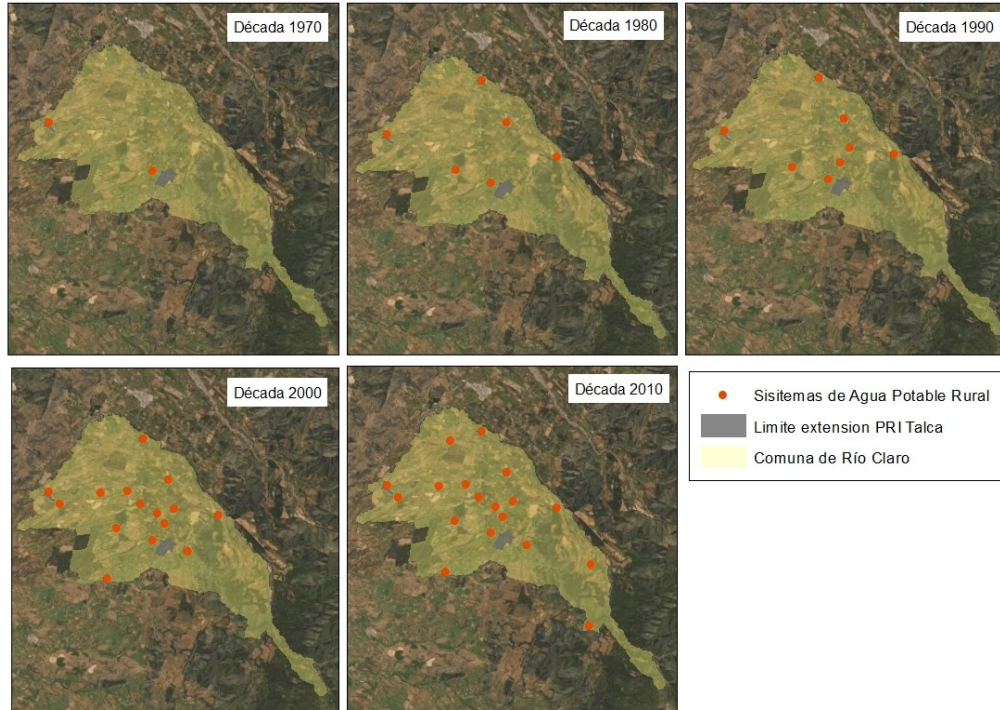 Década 1970
Década 1980
Década 1990
Década 2000
Década 2010
Sisitemas de Agua Potable Rural
Limite extension PRI Talca
Comuna de Río Claro